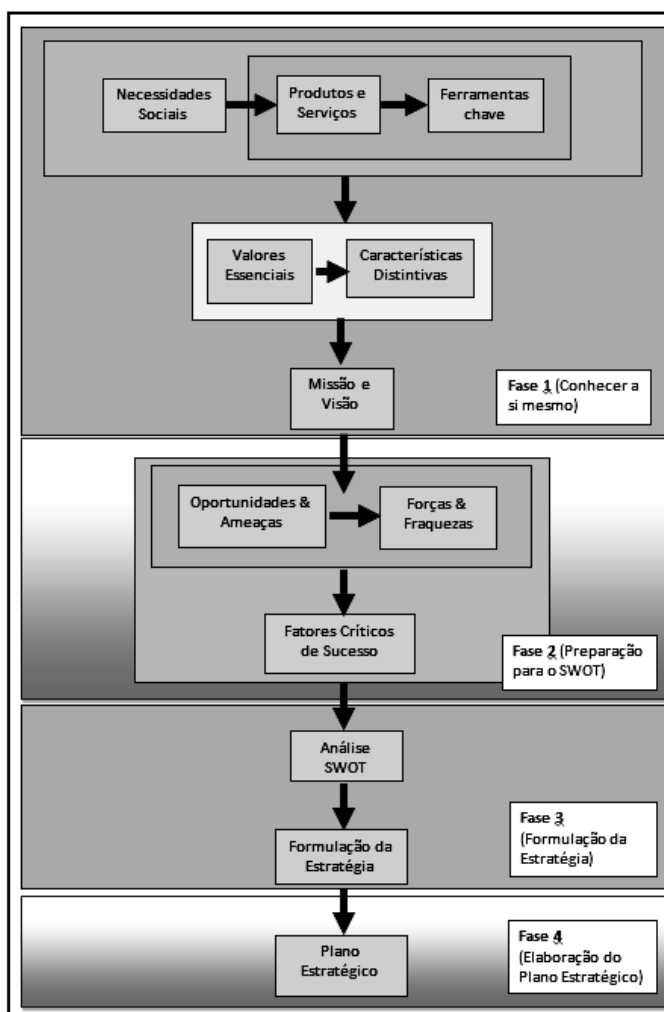 Necessidades
Sociais
Produtos e
Serviços
Ferramentas
chave
Valores
Essenciais
Características
Distintivas
Missão e
Visão
Fase 1 (Conhecer a
si mesmo)
Oportunidades &
Ameaças
Forças &
Fraquezas
Fatores Críticos
de Sucesso
Fase 2 (Preparação
para o SWOT)
Análise
SWOT
Formulação da
Estratégia
Fase 3
(Formulação da
Estratégia)
Plano
Estratégico
Fase 4
(Elaboração do
Plano Estratégico)